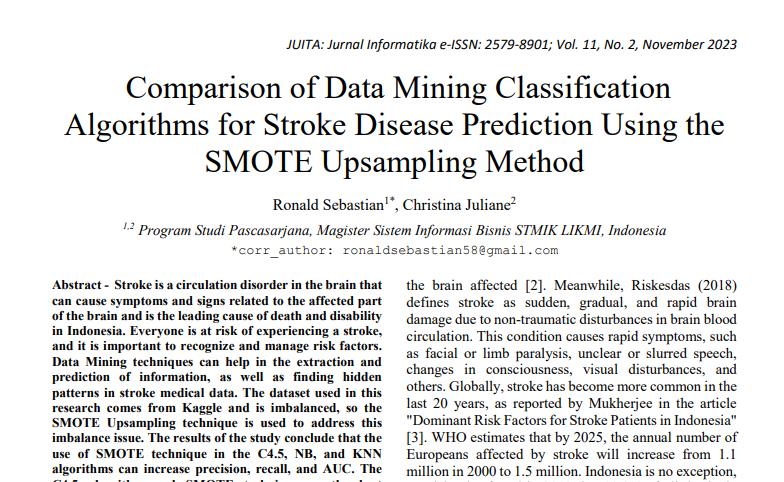 JUITA: Jurnal Informatika e-ISSN: 2579-8901; Vol. 11, No. 2, November 2023
Comparison of Data Mining Classification
Algorithms for Stroke Disease Prediction Using the
SMOTE Upsampling Method
Ronald Sebastian1*, Christina Juliane2
1,2 Program Studi Pascasarjana, Magister Sistem Informasi Bisnis STMIK LIKMI, Indonesia
*corr_author: ronaldsebastian58@gmail.com
Abstract - Stroke is a circulation disorder in the brain that
can cause symptoms and signs related to the affected part
of the brain and is the leading cause of death and disability
in Indonesia. Everyone is at risk of experiencing a stroke,
and it is important to recognize and manage risk factors.
Data Mining techniques can help in the extraction and
prediction of information, as well as finding hidden
patterns in stroke medical data. The dataset used in this
research comes from Kaggle and is imbalanced, so the
SMOTE Upsampling technique is used to address this
imbalance issue. The results of the study conclude that the
use of SMOTE technique in the C4.5, NB, and KNN
algorithms can increase precision, recall, and AUC. The
the brain affected [2]. Meanwhile, Riskesdas (2018)
defines stroke as sudden, gradual, and rapid brain
damage due to non-traumatic disturbances in brain blood
circulation. This condition causes rapid symptoms, such
as facial or limb paralysis, unclear or slurred speech,
changes in consciousness, visual disturbances, and
others. Globally, stroke has become more common in the
last 20 years, as reported by Mukherjee in the article
"Dominant Risk Factors for Stroke Patients in Indonesia"
[3]. WHO estimates that by 2025, the annual number of
Europeans affected by stroke will increase from 1.1
million in 2000 to 1.5 million. Indonesia is no exception,